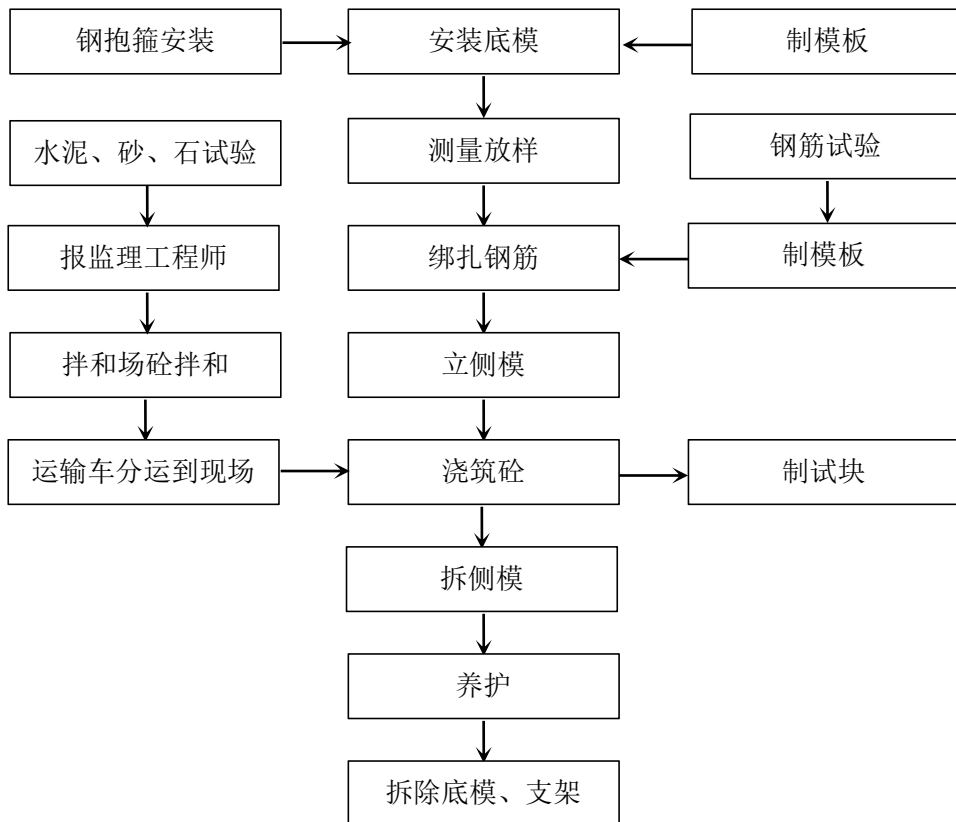 钢抱箍安装
安装底模
制模板
水泥、砂、石试验
测量放样
钢筋试验
报监理工程师
绑扎钢筋
制模板
拌和场砼拌和
立侧模
运输车分运到现场
浇筑砼
制试块
拆侧模
养护
拆除底模、支架